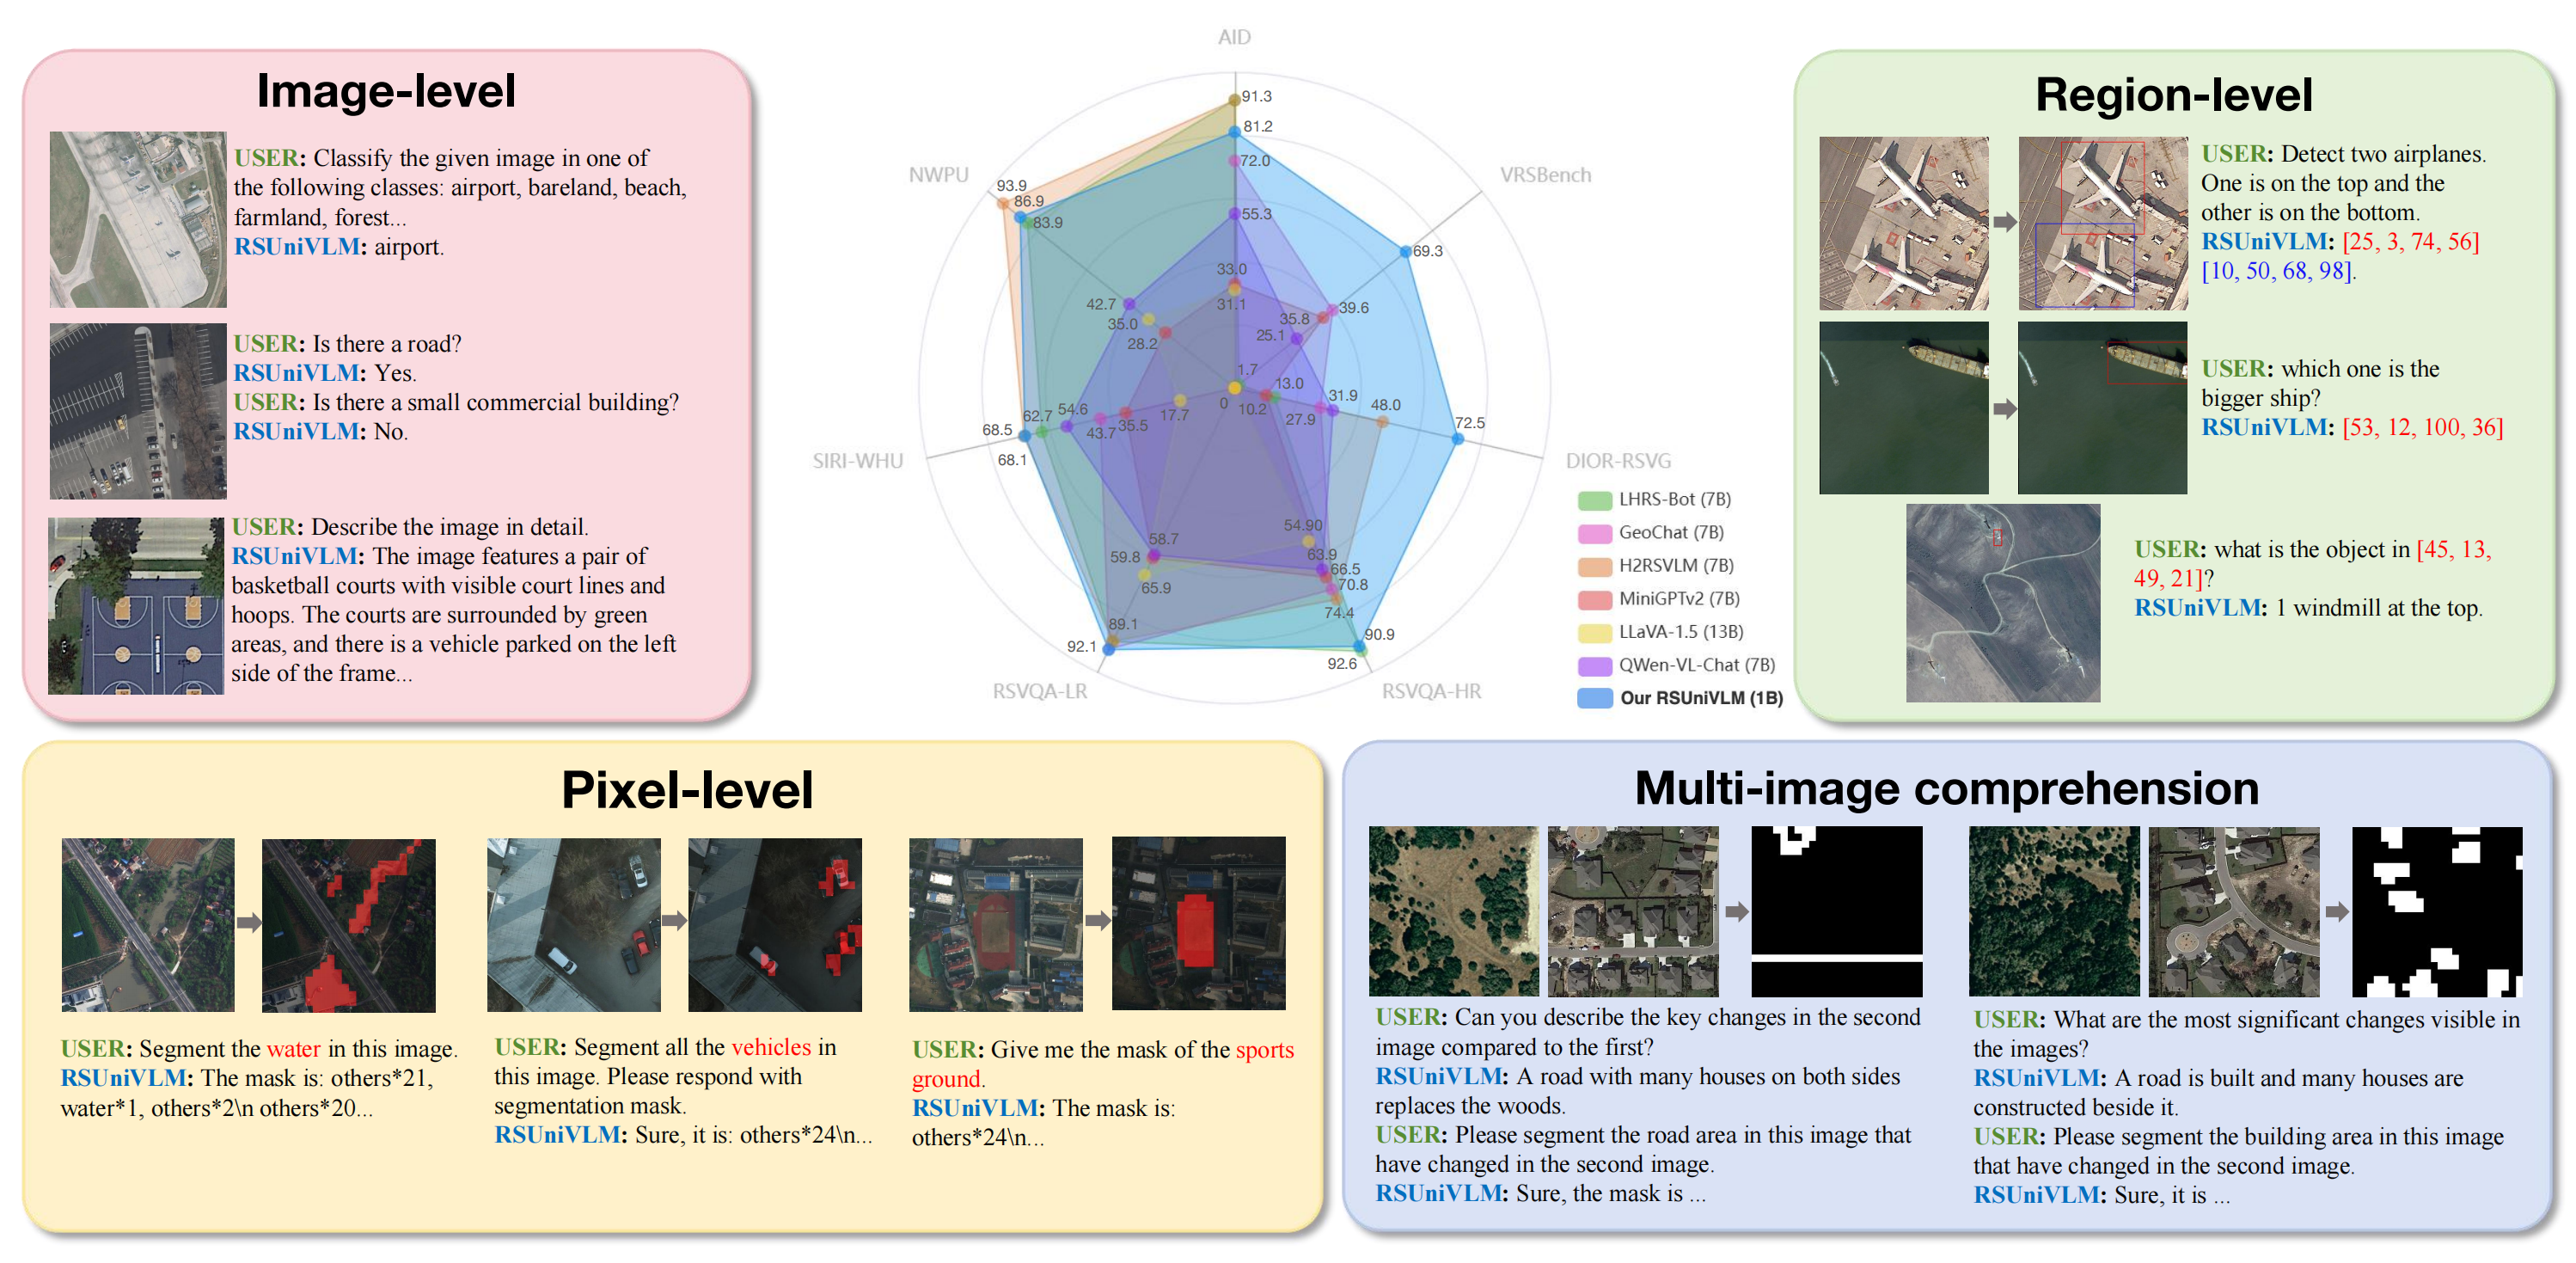 Image-level
USER: Classify the given image in one of
the following classes: airport, bareland, beach,
farmland, forest...
RSUniVLM: airport.
USER: Is there a road?
RSUniVLM: Yes.
USER: Is there a small commercial building?
RSUniVLM: No.
USER: Describe the image in detail.
RSUniVLM: The image features a pair of
basketball courts with visible court lines and
hoops. The courts are surrounded by green
areas, and there is a vehicle parked on the left
side of the frame...
AID
91.3
81.2
72.0
55.3
33.0
31.1
VRSBench
69.3
39.6
35.8
25.1
1.7
DIOR-RSVG
72.5
48.0
31.9
27.9
13.0
10.2
0
RSVQA-HR
54.90
63.9
66.5
70.8
74.4
90.9
92.6
RSVQA-LR
58.7
59.8
65.9
89.1
92.1
SIRI-WHU
68.5
68.1
62.7
54.6
43.7
35.5
17.7
NWPU
93.9
86.9
83.9
42.7
35.0
28.2
LHRS-Bot (7B)
GeoChat (7B)
H2RSVLM (7B)
MiniGPTv2 (7B)
LLaVA-1.5 (13B)
QWen-VL-Chat (7B)
Our RSUniVLM (1B)
Region-level
USER: Detect two airplanes.
One is on the top and the
other is on the bottom.
RSUniVLM: [25, 3, 74, 56]
[10, 50, 68, 98].
USER: which one is the
bigger ship?
RSUniVLM: [53, 12, 100, 36]
USER: what is the object in [45, 13,
49, 21]?
RSUniVLM: 1 windmill at the top.
Pixel-level
USER: Segment the water in this image.
RSUniVLM: The mask is: others*21,
water*1, others*2\n others*20...
USER: Segment all the vehicles in
this image. Please respond with
segmentation mask.
RSUniVLM: Sure, it is: others*24\n...
USER: Give me the mask of the sports
ground.
RSUniVLM: The mask is:
others*24\n...
Multi-image comprehension
USER: Can you describe the key changes in the second
image compared to the first?
RSUniVLM: A road with many houses on both sides
replaces the woods.
USER: Please segment the road area in this image that
have changed in the second image.
RSUniVLM: Sure, the mask is ...
USER: What are the most significant changes visible in
the images?
RSUniVLM: A road is built and many houses are
constructed beside it.
USER: Please segment the building area in this image
that have changed in the second image.
RSUniVLM: Sure, it is ...